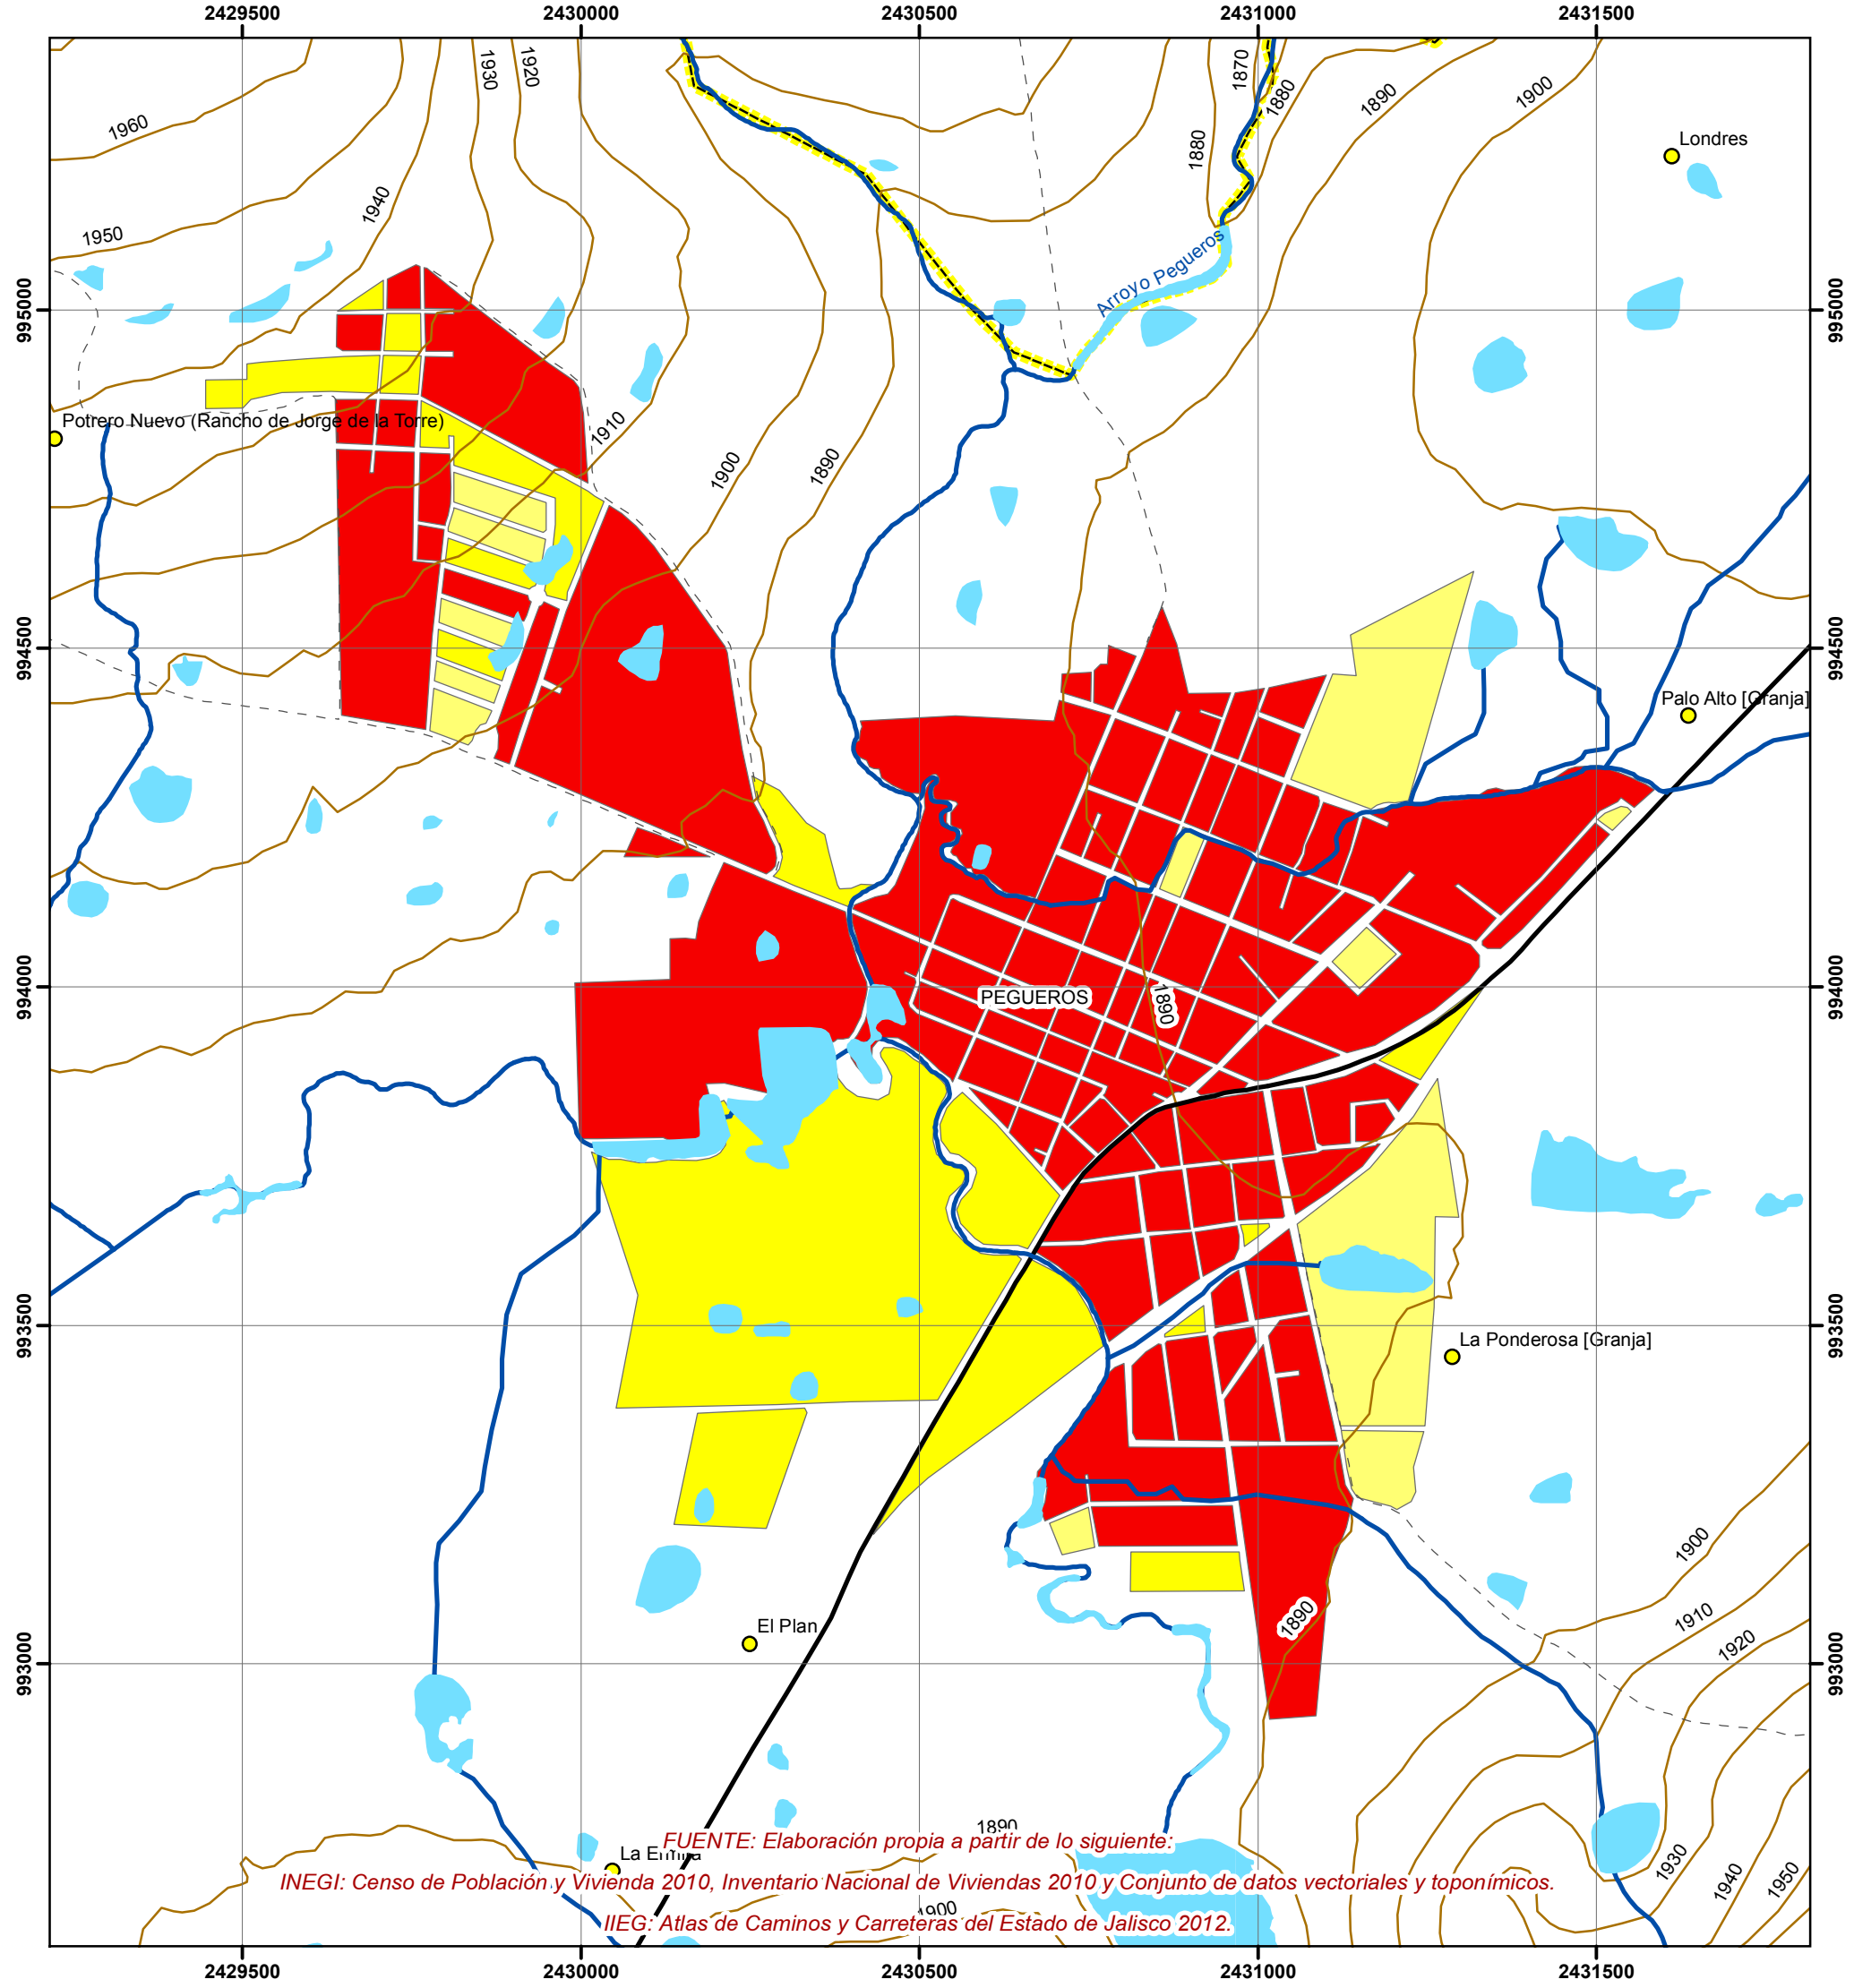 2429500 2430000 2430500 2431000 2431500
1930
1920
1870
1880
1890
1900
1960
Londres
1880
1940
1950
Arroyo Pegueros
995000 995000
Potrero Nuevo (Rancho de Jorge de la Torre)
1910
1900
1890
994500 994500
Palo Alto [Granja]
994000 994000
PEGUEROS
1890
993500 993500
La Ponderosa [Granja]
1900
1910
1920
1890
El Plan
993000 993000
1890
FUENTE: Elaboración propia a partir de lo siguiente:
La Ermita
INEGI: Censo de Población y Vivienda 2010, Inventario Nacional de Viviendas 2010 y Conjunto de datos vectoriales y toponímicos.
1930
1940
1950
1900
IIEG: Atlas de Caminos y Carreteras del Estado de Jalisco 2012.
2429500 2430000 2430500 2431000 2431500